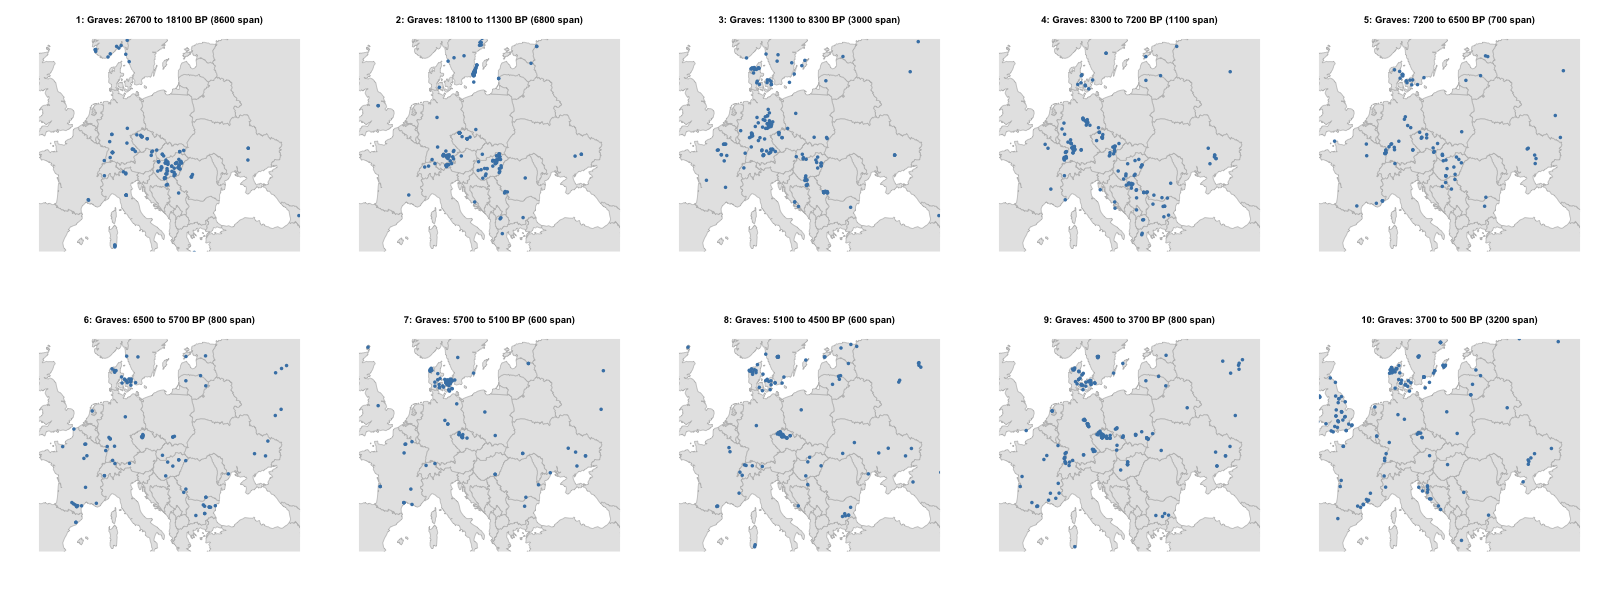 1: Graves: 26700 to 18100 BP (8600 span)
2: Graves: 18100 to 11300 BP (6800 span)
3: Graves: 11300 to 8300 BP (3000 span)
4: Graves: 8300 to 7200 BP (1100 span)
5: Graves: 7200 to 6500 BP (700 span)
6: Graves: 6500 to 5700 BP (800 span)
7: Graves: 5700 to 5100 BP (600 span)
8: Graves: 5100 to 4500 BP (600 span)
9: Graves: 4500 to 3700 BP (800 span)
10: Graves: 3700 to 500 BP (3200 span)